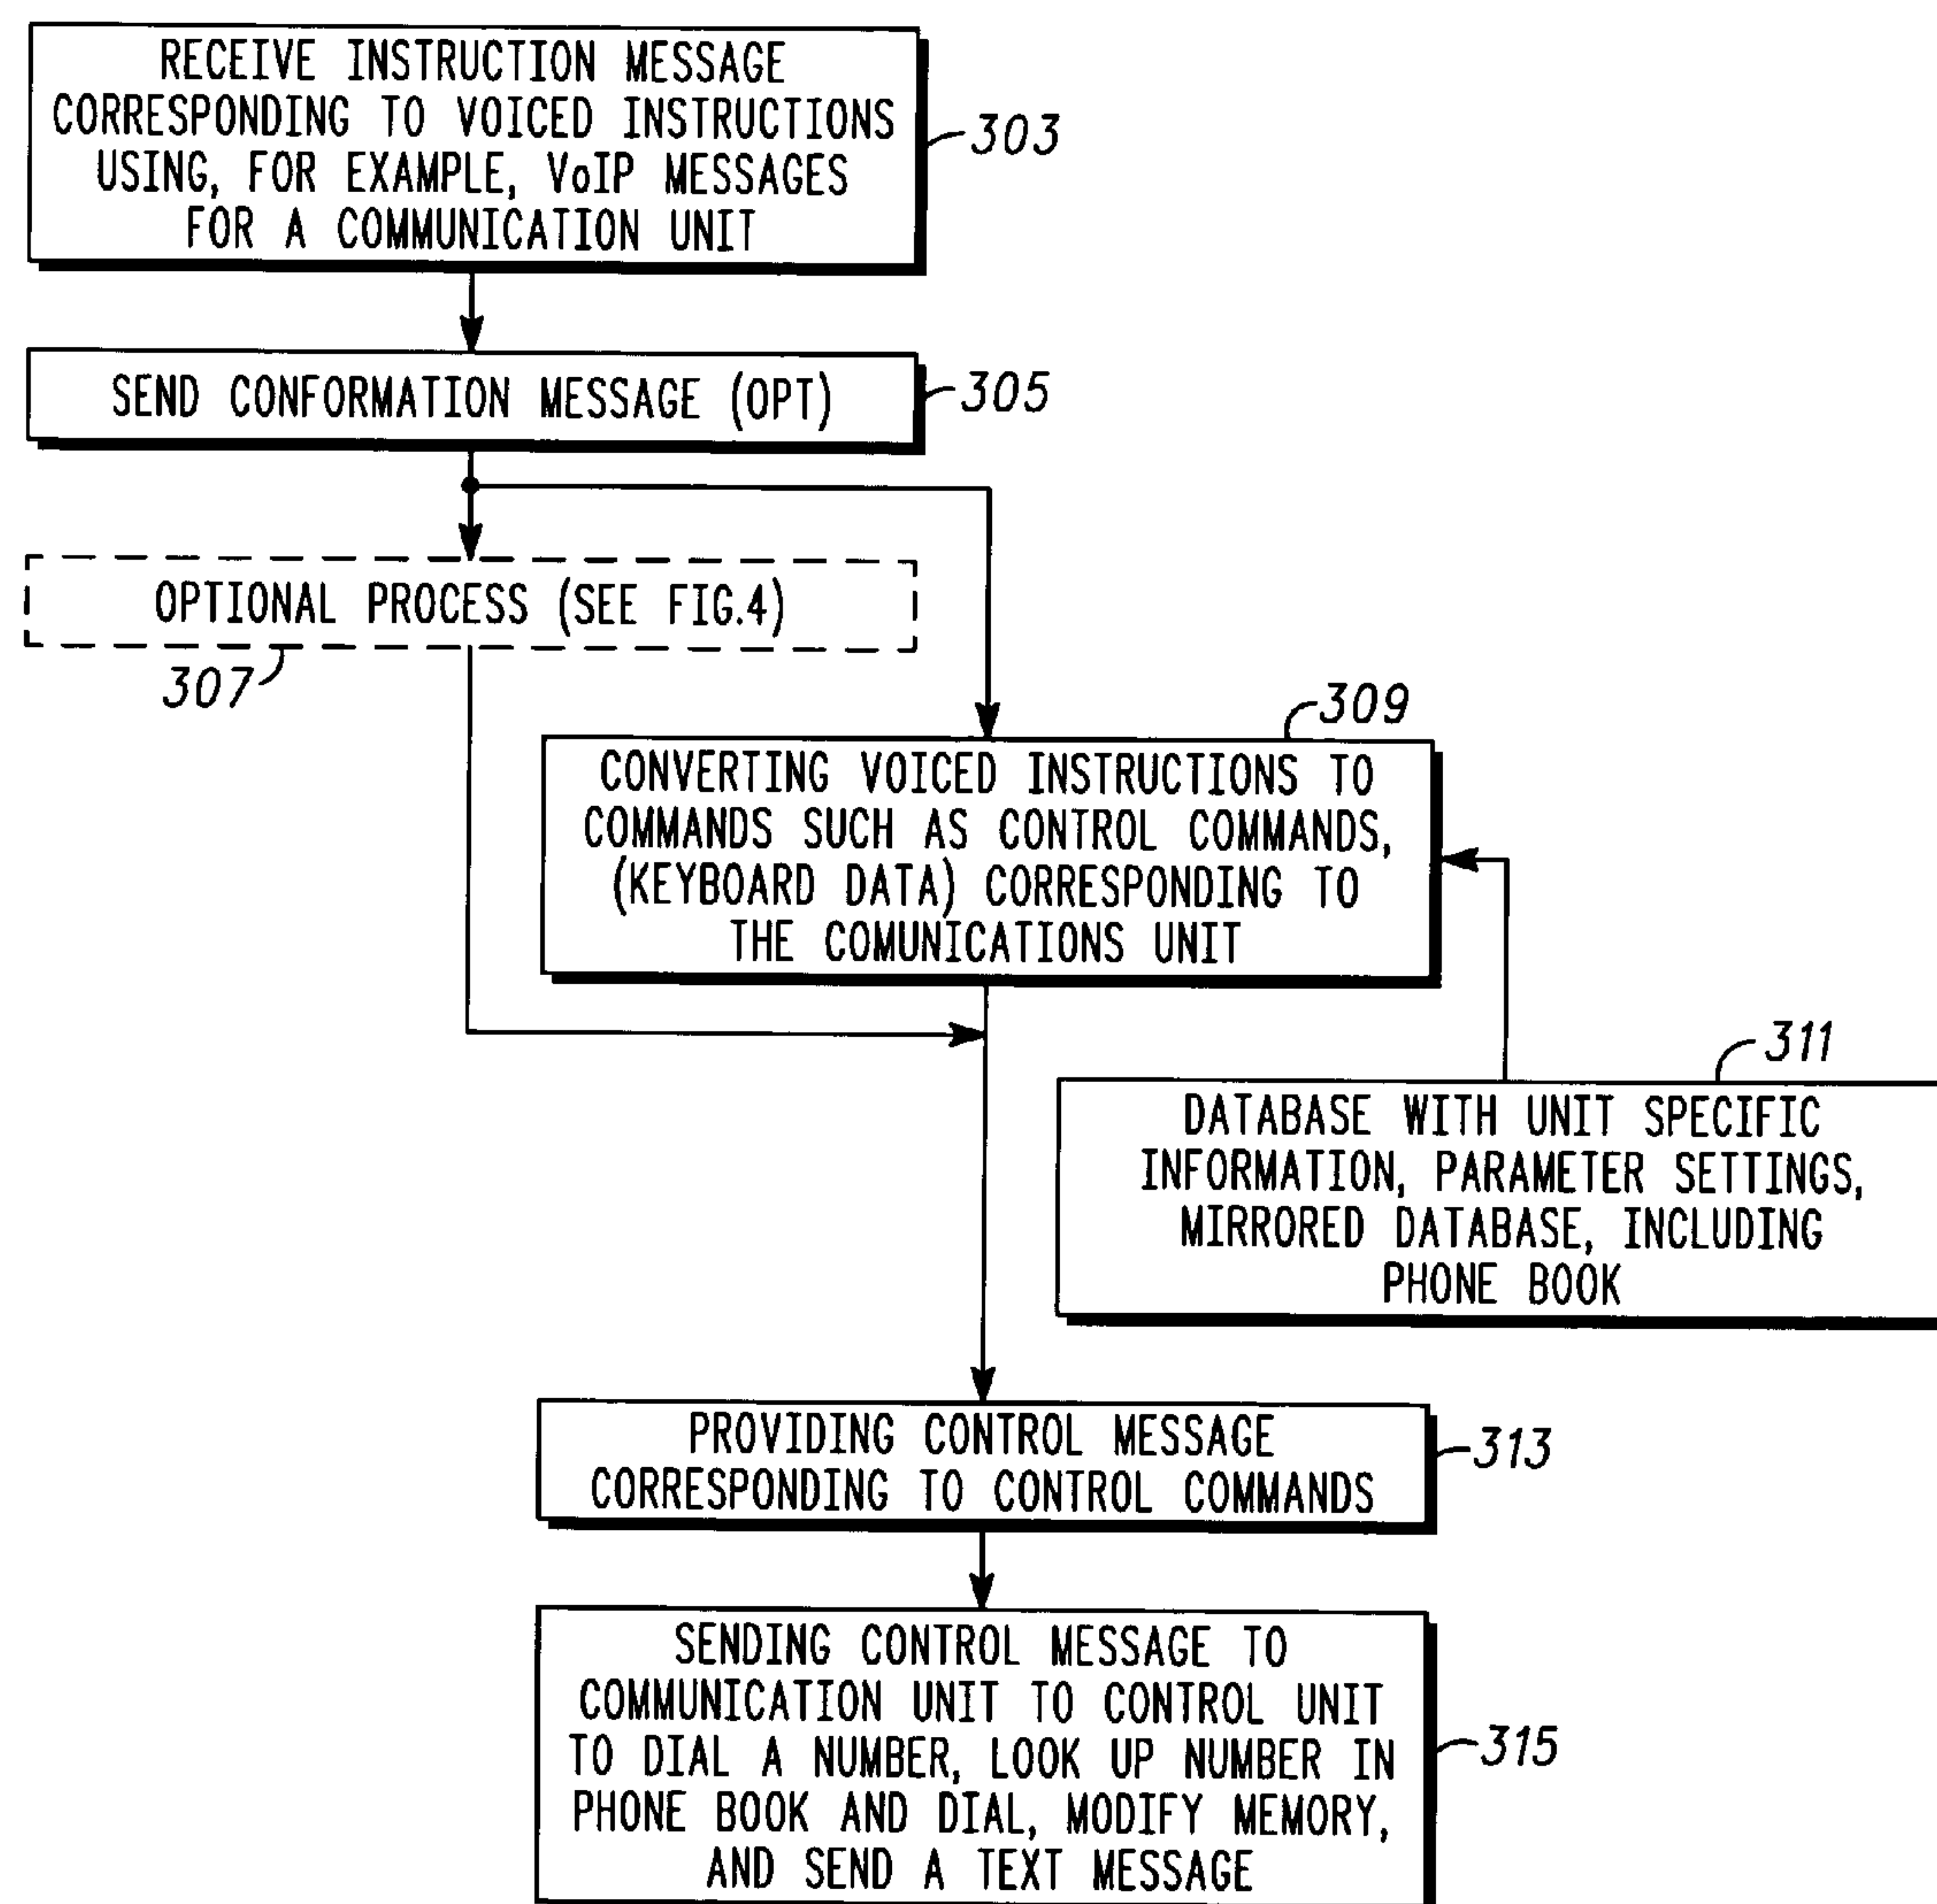 RECEIVE INSTRUCTION MESSAGE
CORRESPONDING TO VOICED INSTRUCTIONS
USING, FOR EXAMPLE, VoIP MESSAGES
FOR A COMMUNICATION UNIT
303
SEND CONFORMATION MESSAGE (OPT)
305
OPTIONAL PROCESS (SEE FIG.4)
307
309
CONVERTING VOICED INSTRUCTIONS TO
COMMANDS SUCH AS CONTROL COMMANDS,
(KEYBOARD DATA) CORRESPONDING TO
THE COMUNICATIONS UNIT
311
DATABASE WITH UNIT SPECIFIC
INFORMATION, PARAMETER SETTINGS,
MIRRORED DATABASE, INCLUDING
PHONE BOOK
PROVIDING CONTROL MESSAGE
CORRESPONDING TO CONTROL COMMANDS
313
SENDING CONTROL MESSAGE TO
COMMUNICATION UNIT TO CONTROL UNIT
TO DIAL A NUMBER, LOOK UP NUMBER IN
PHONE BOOK AND DIAL, MODIFY MEMORY,
AND SEND A TEXT MESSAGE
315